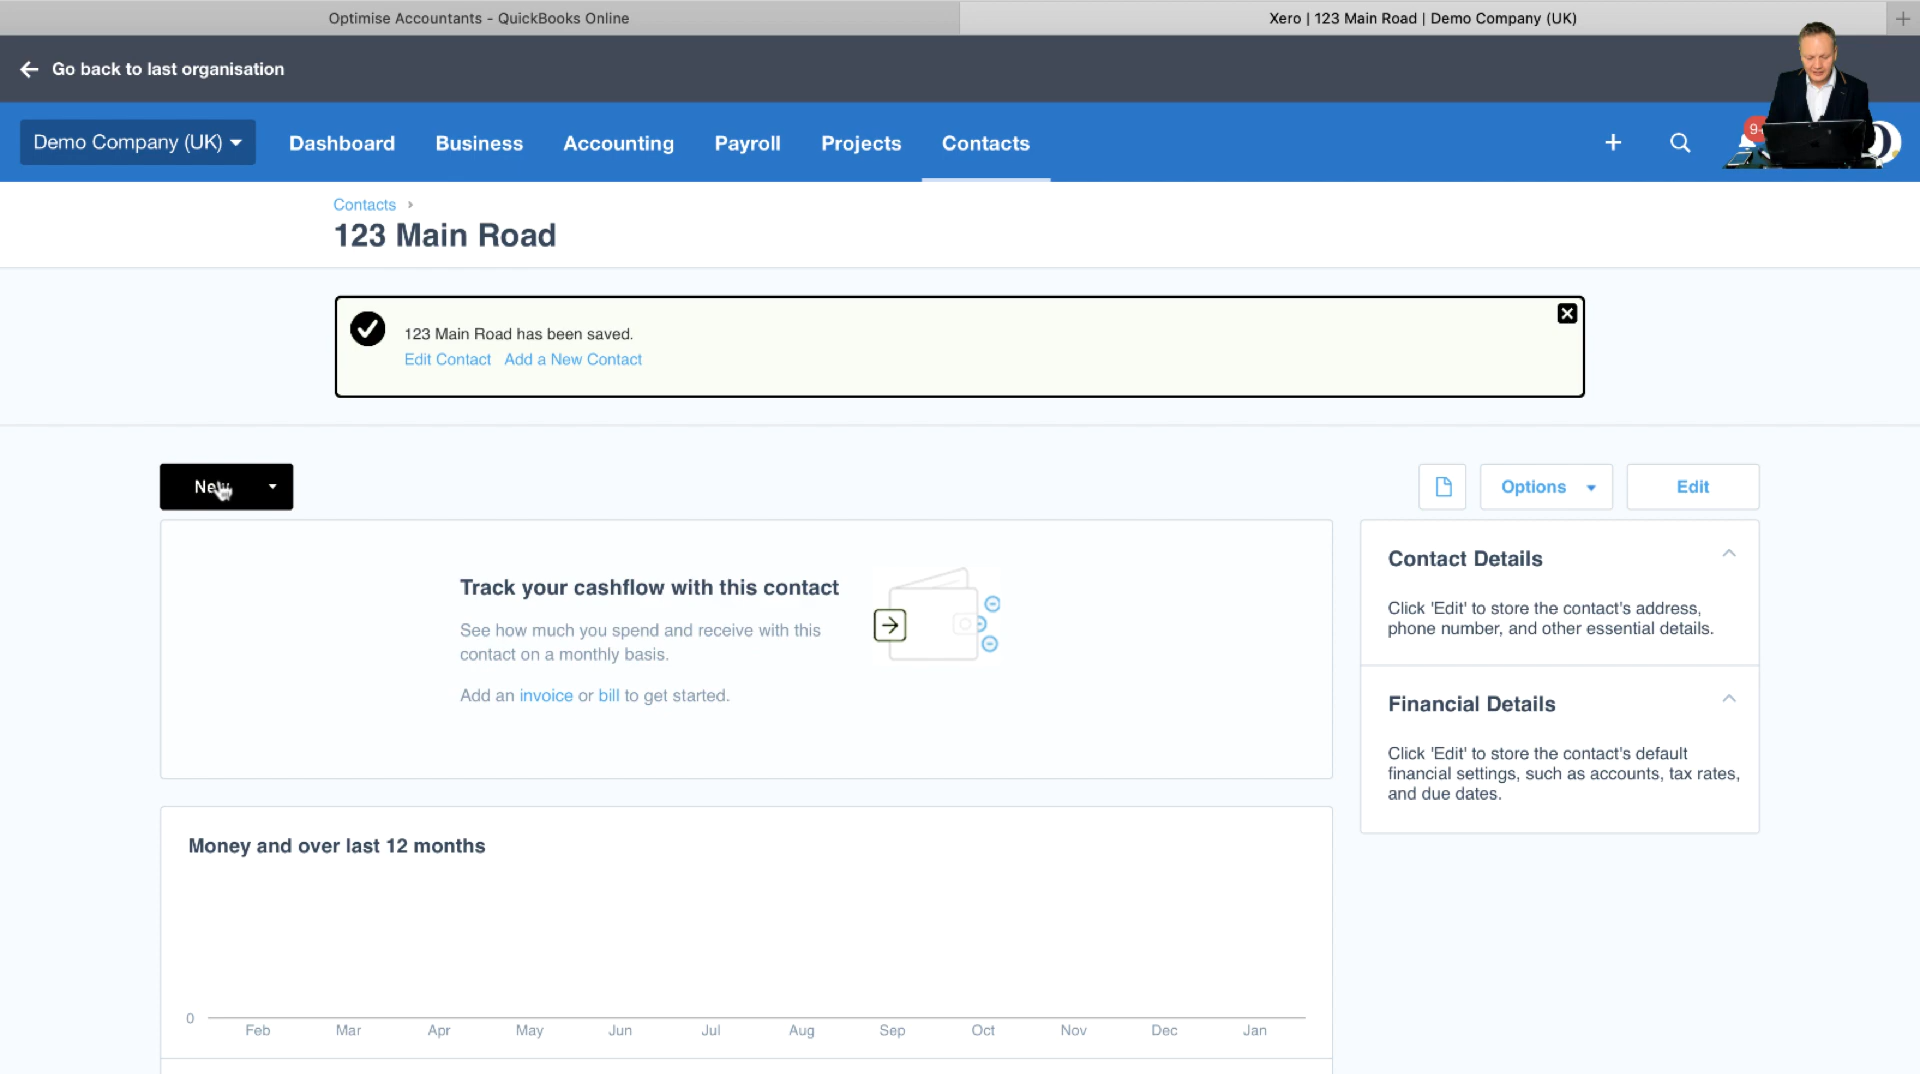 Optimise Accountants - QuickBooks Online
Xero | 123 Main Road | Demo Company (UK)
Go back to last organisation
Demo Company (UK)
Dashboard
Business
Accounting
Payroll
Projects
Contacts
Contacts
123 Main Road
123 Main Road has been saved.
Edit Contact Add a New Contact
New
Options
Edit
Track your cashflow with this contact
See how much you spend and receive with this
contact on a monthly basis.
Add an invoice or bill to get started.
Contact Details
Click 'Edit' to store the contact's address,
phone number, and other essential details.
Financial Details
Click 'Edit' to store the contact's default
financial settings, such as accounts, tax rates,
and due dates.
Money and over last 12 months
0
Feb Mar Apr May Jun Jul Aug Sep Oct Nov Dec Jan